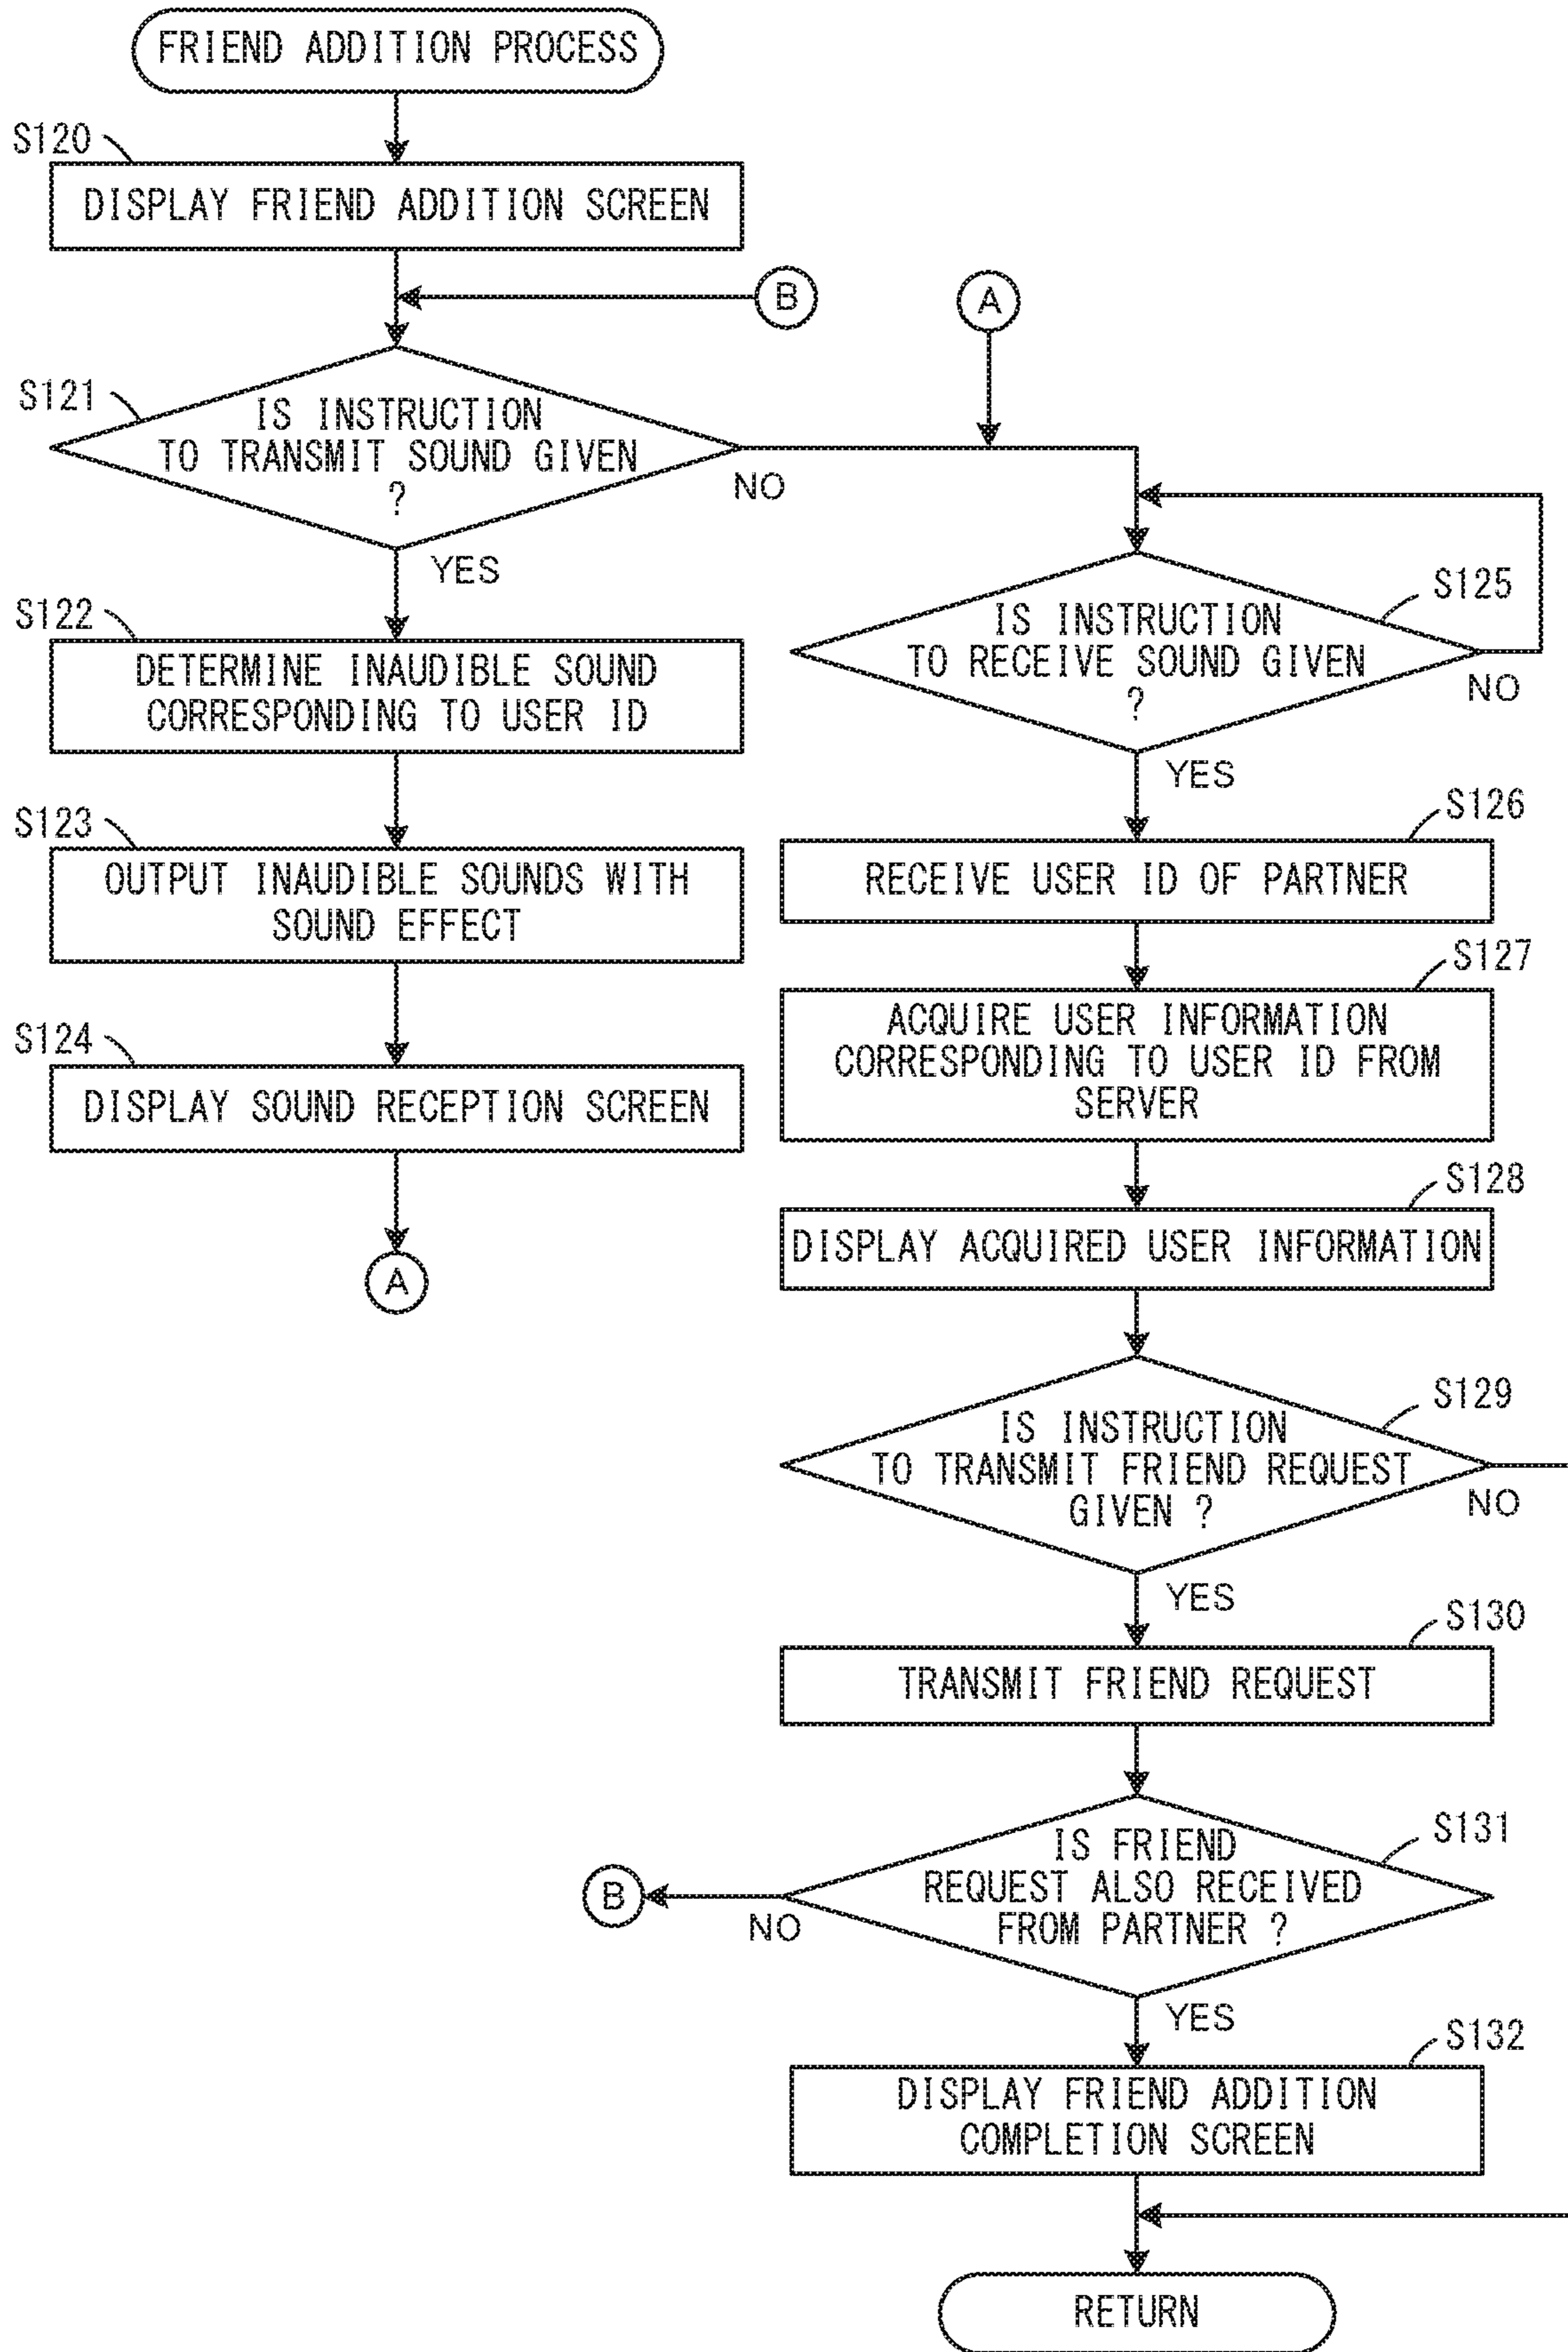 FRIEND ADDITION PROCESS
S120
DISPLAY FRIEND ADDITION SCREEN
B
A
S121
IS INSTRUCTION
TO TRANSMIT SOUND GIVEN
?
NO
YES
S122
DETERMINE INAUDIBLE SOUND
CORRESPONDING TO USER ID
S123
OUTPUT INAUDIBLE SOUNDS WITH
SOUND EFFECT
S124
DISPLAY SOUND RECEPTION SCREEN
A
S125
IS INSTRUCTION
TO RECEIVE SOUND GIVEN
?
NO
YES
S126
RECEIVE USER ID OF PARTNER
S127
ACQUIRE USER INFORMATION
CORRESPONDING TO USER ID FROM
SERVER
S128
DISPLAY ACQUIRED USER INFORMATION
S129
IS INSTRUCTION
TO TRANSMIT FRIEND REQUEST
GIVEN ?
NO
YES
S130
TRANSMIT FRIEND REQUEST
S131
IS FRIEND
REQUEST ALSO RECEIVED
FROM PARTNER ?
B
NO
YES
S132
DISPLAY FRIEND ADDITION
COMPLETION SCREEN
RETURN